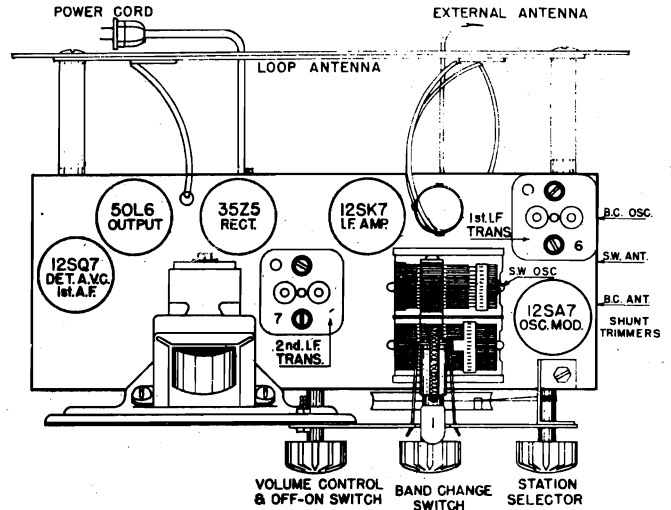 POWER CORD
EXTERNAL ANTENNA
LOOP ANTENNA
50L6
OUTPUT
35Z5
RECT.
12SK7
I.F. AMP.
1st. I.F
TRANS.
6
B.C. OSC.
12SQ7
DET. A.V.C.
1st. A.F.
S.W. ANT.
S.W OSC
7
2nd. I.F.
TRANS.
12SA7
OSC. MOD.
B.C. ANT
SHUNT
TRIMMERS
VOLUME CONTROL
& OFF-ON SWITCH
BAND CHANGE
SWITCH
STATION
SELECTOR